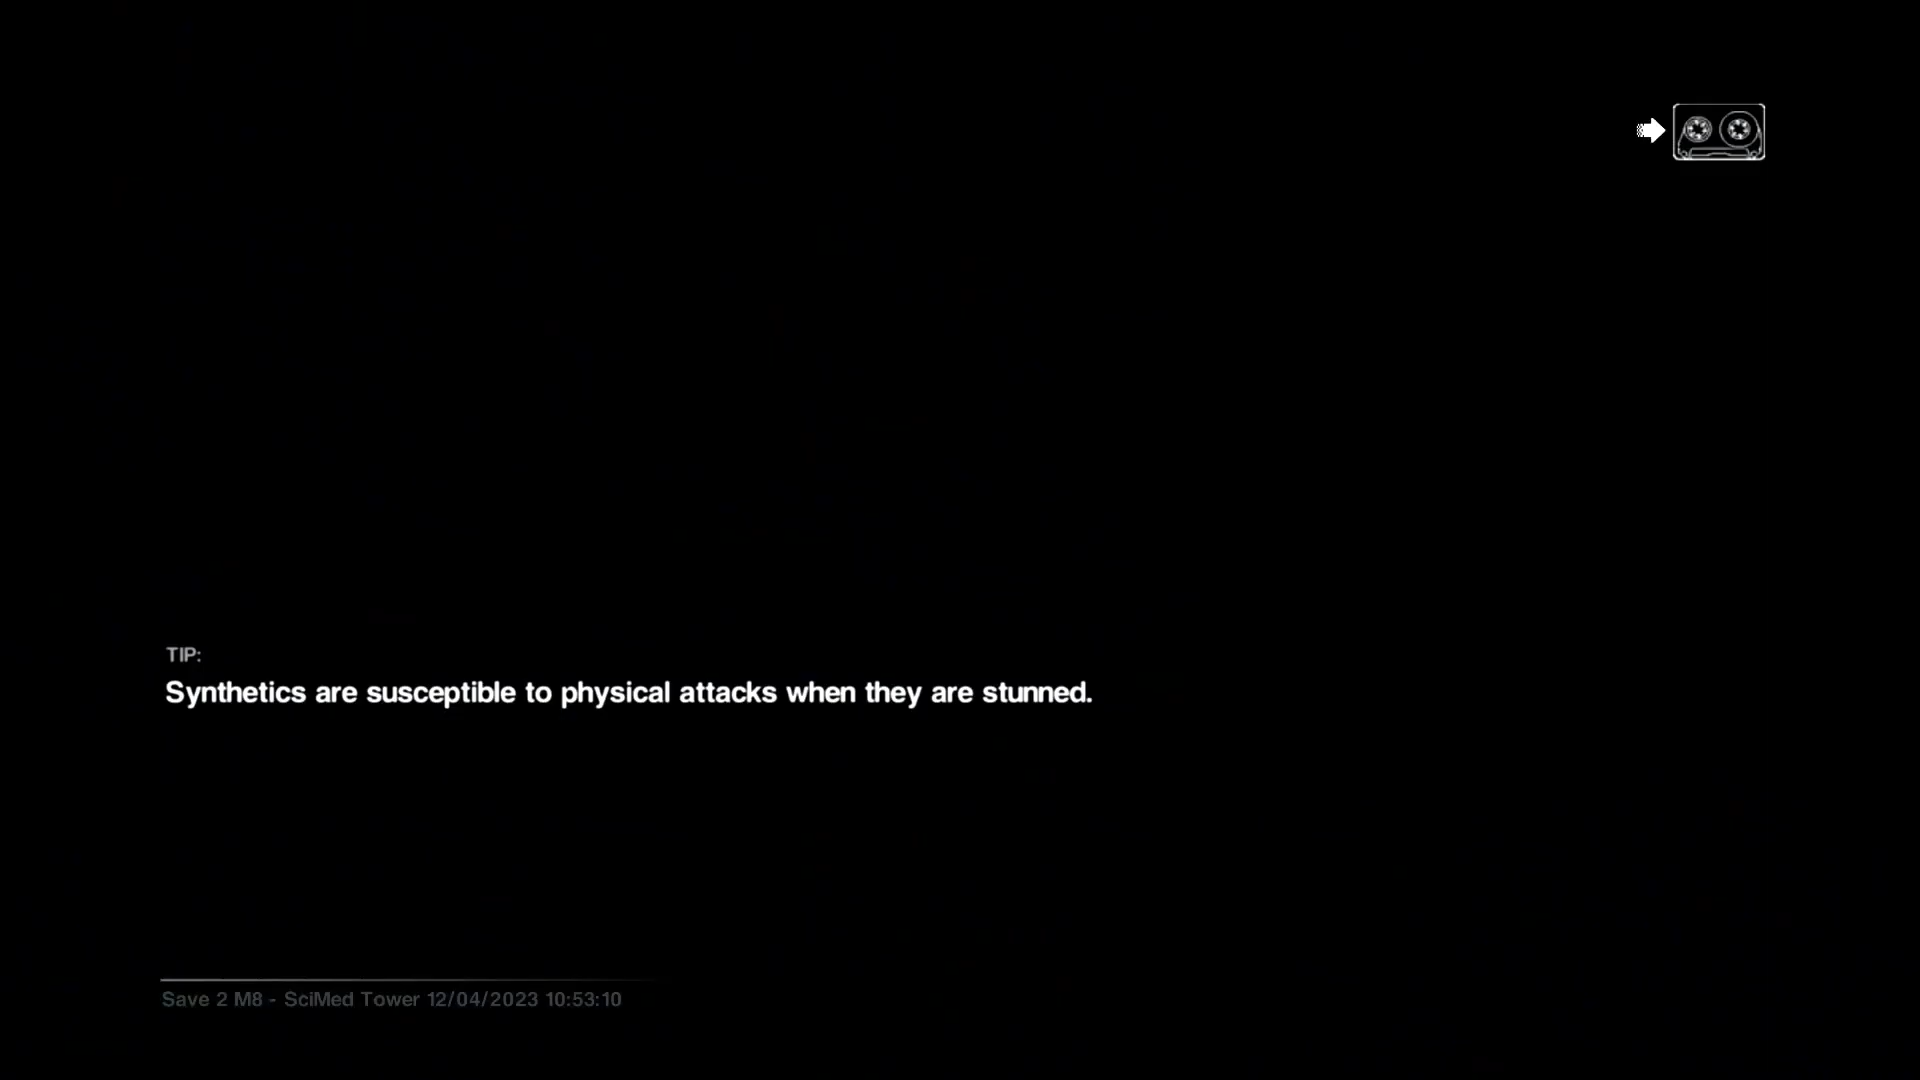 TIP:
Synthetics are susceptible to physical attacks when they are stunned.
Save 2 M8 - SciMed Tower 12/04/2023 10:53:10